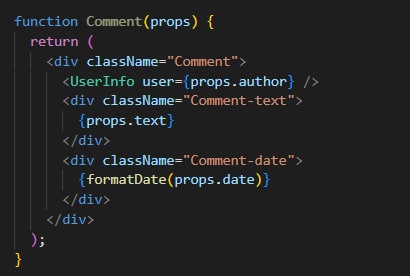 function Comment(props) {
  return (
    <div className="Comment">
      <UserInfo user={props.author} />
      <div className="Comment-text">
        {props.text}
      </div>
      <div className="Comment-date">
        {formatDate(props.date)}
      </div>
    </div>
  );
}